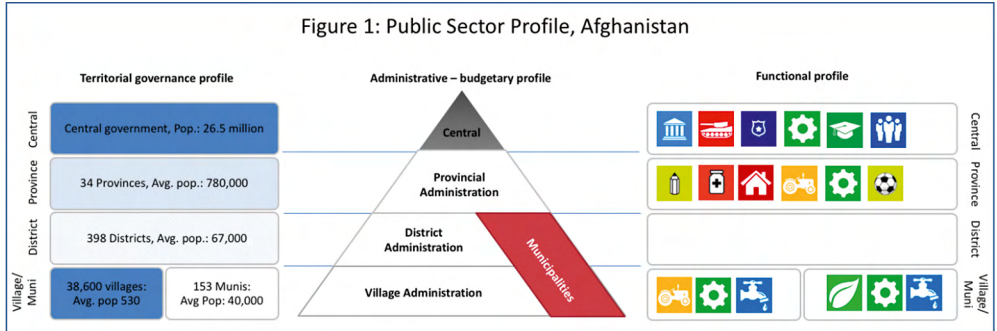 Figure 1: Public Sector Profile, Afghanistan
Territorial governance profile
Administrative – budgetary profile
Functional profile
Central
Central government, Pop.: 26.5 million
Central
Central
Province
34 Provinces, Avg. pop.: 780,000
Provincial
Administration
Province
District
398 Districts, Avg. pop.: 67,000
District
Administration
Municipalities
District
Village/
Muni
38,600 villages:
Avg. pop 530
153 Munis:
Avg Pop: 40,000
Village Administration
Village/
Muni